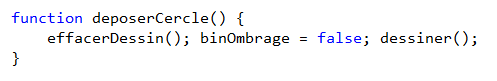 function deposerCercle() {
    effacerDessin(); binOmbrage = false; dessiner();
}